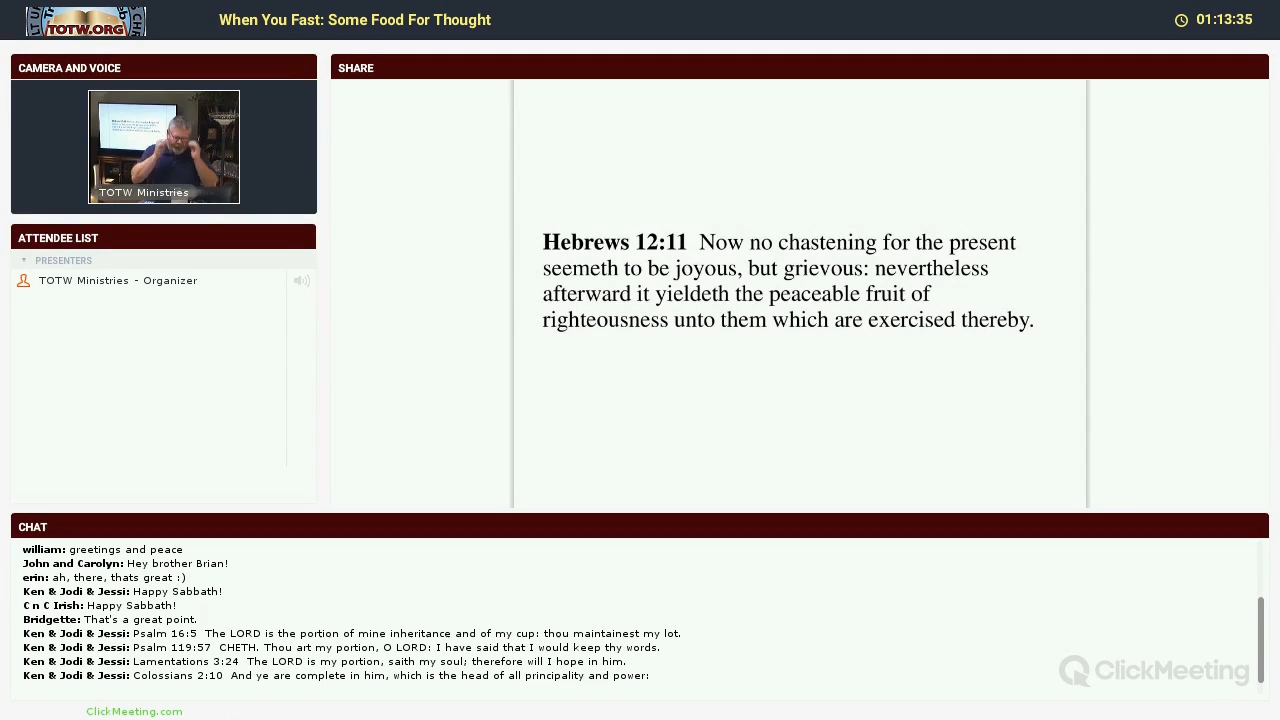 TOTW.ORG
When You Fast: Some Food For Thought
01:13:35
CAMERA AND VOICE
TOTW Ministries
ATTENDEE LIST
PRESENTERS
TOTW Ministries - Organizer
SHARE
Hebrews 12:11 Now no chastening for the present
seemeth to be joyous, but grievous: nevertheless
afterward it yieldeth the peaceable fruit of
righteousness unto them which are exercised thereby.
CHAT
william: greetings and peace
John and Carolyn: Hey brother Brian!
erin: ah, there, thats great :)
Ken & Jodi & Jessi: Happy Sabbath!
C n C Irish: Happy Sabbath!
Bridgette: That's a great point.
Ken & Jodi & Jessi: Psalm 16:5 The LORD is the portion of mine inheritance and of my cup: thou maintainest my lot.
Ken & Jodi & Jessi: Psalm 119:57 CHETH. Thou art my portion, O LORD: I have said that I would keep thy words.
Ken & Jodi & Jessi: Lamentations 3:24 The LORD is my portion, saith my soul; therefore will I hope in him.
Ken & Jodi & Jessi: Colossians 2:10 And ye are complete in him, which is the head of all principality and power:
ClickMeeting
ClickMeeting.com